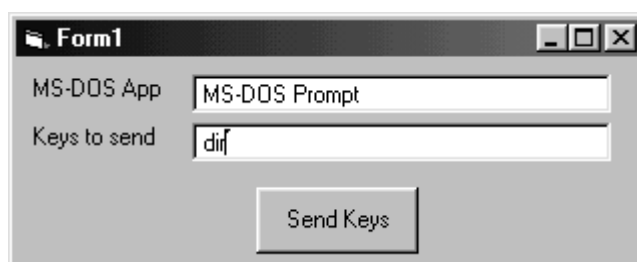 Form1
MS-DOS App MS-DOS Prompt
Keys to send dir
Send Keys